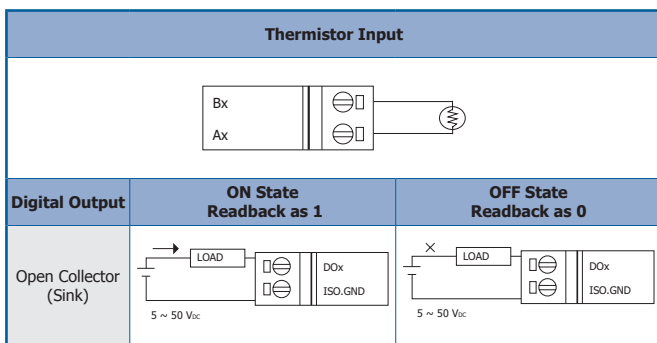 Thermistor Input
Bx
Ax
Digital Output
ON State
Readback as 1
OFF State
Readback as 0
Open Collector
(Sink)
LOAD
DOx
ISO.GND
5 ~ 50 VDC
LOAD
DOx
ISO.GND
5 ~ 50 VDC